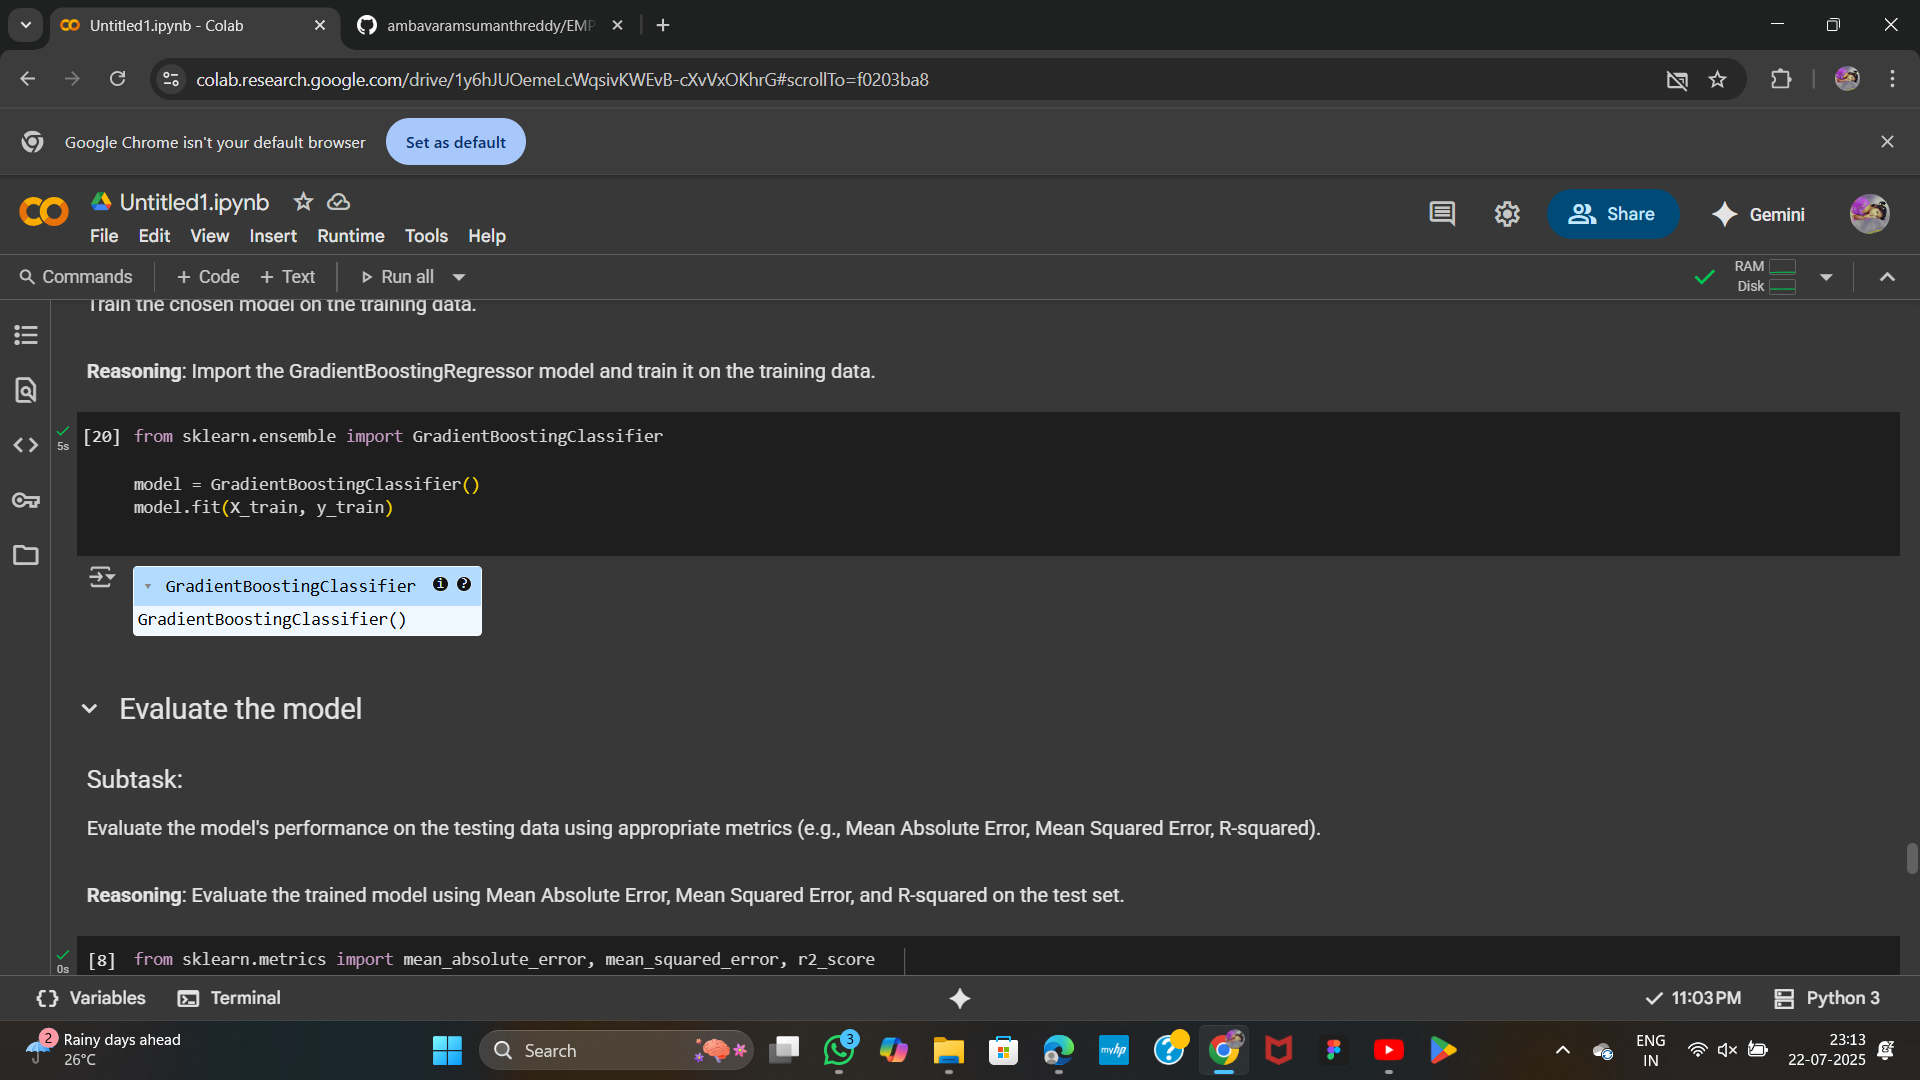 Untitled1.ipynb - Colab
ambavaramsumanthreddy/EMP
colab.research.google.com/drive/1y6hJUOemeLcWqsivKWEvB-cXvVxOKhrG#scrollTo=f0203ba8
Google Chrome isn't your default browser
Set as default
Untitled1.ipynb
File Edit View Insert Runtime Tools Help
Share
Gemini
Commands + Code + Text Run all
RAM
Disk
Train the chosen model on the training data.
Reasoning: Import the GradientBoostingRegressor model and train it on the training data.
5s
[20] from sklearn.ensemble import GradientBoostingClassifier
model = GradientBoostingClassifier()
model.fit(X_train, y_train)
GradientBoostingClassifier i ?
GradientBoostingClassifier()
Evaluate the model
Subtask:
Evaluate the model's performance on the testing data using appropriate metrics (e.g., Mean Absolute Error, Mean Squared Error, R-squared).
Reasoning: Evaluate the trained model using Mean Absolute Error, Mean Squared Error, and R-squared on the test set.
0s
[8] from sklearn.metrics import mean_absolute_error, mean_squared_error, r2_score
{} Variables Terminal
11:03 PM Python 3
2
Rainy days ahead
26°C
Search
3
myhp
?
ENG
IN
23:13
22-07-2025